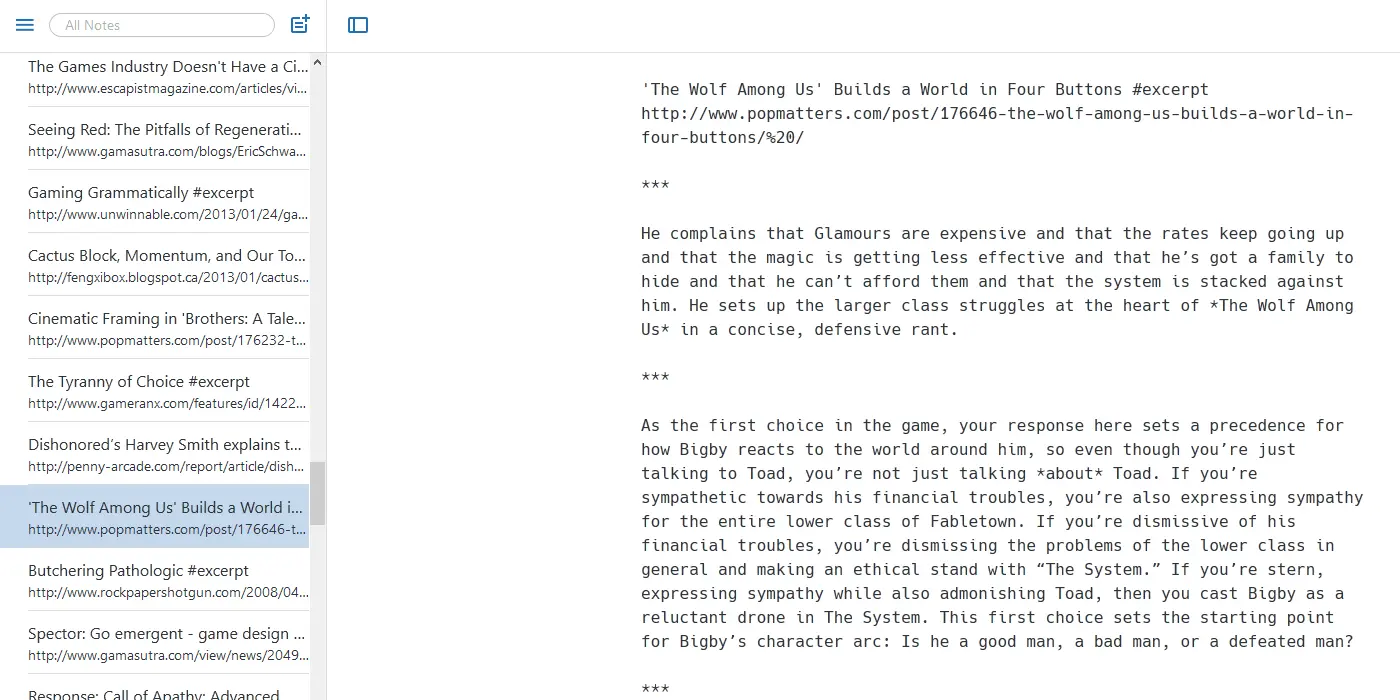 All Notes
The Games Industry Doesn't Have a Ci...
http://www.escapistmagazine.com/articles/vi...
Seeing Red: The Pitfalls of Regenerati...
http://www.gamasutra.com/blogs/EricSchwa...
Gaming Grammatically #excerpt
http://www.unwinnable.com/2013/01/24/ga...
Cactus Block, Momentum, and Our To...
http://fengxibox.blogspot.ca/2013/01/cactus...
Cinematic Framing in 'Brothers: A Tale...
http://www.popmatters.com/post/176232-t...
The Tyranny of Choice #excerpt
http://www.gameranx.com/features/id/1422...
Dishonored’s Harvey Smith explains t...
http://penny-arcade.com/report/article/dish...
'The Wolf Among Us' Builds a World i...
http://www.popmatters.com/post/176646-t...
Butchering Pathologic #excerpt
http://www.rockpapershotgun.com/2008/04...
Spector: Go emergent - game design ...
http://www.gamasutra.com/view/news/2049...
Response: Call of Apathy: Advanced
'The Wolf Among Us' Builds a World in Four Buttons #excerpt
http://www.popmatters.com/post/176646-the-wolf-among-us-builds-a-world-in-
four-buttons/%20/
***
He complains that Glamours are expensive and that the rates keep going up
and that the magic is getting less effective and that he’s got a family to
hide and that he can’t afford them and that the system is stacked against
him. He sets up the larger class struggles at the heart of *The Wolf Among
Us* in a concise, defensive rant.
***
As the first choice in the game, your response here sets a precedence for
how Bigby reacts to the world around him, so even though you’re just
talking to Toad, you’re not just talking *about* Toad. If you’re
sympathetic towards his financial troubles, you’re also expressing sympathy
for the entire lower class of Fabletown. If you’re dismissive of his
financial troubles, you’re dismissing the problems of the lower class in
general and making an ethical stand with “The System.” If you’re stern,
expressing sympathy while also admonishing Toad, then you cast Bigby as a
reluctant drone in The System. This first choice sets the starting point
for Bigby’s character arc: Is he a good man, a bad man, or a defeated man?
***